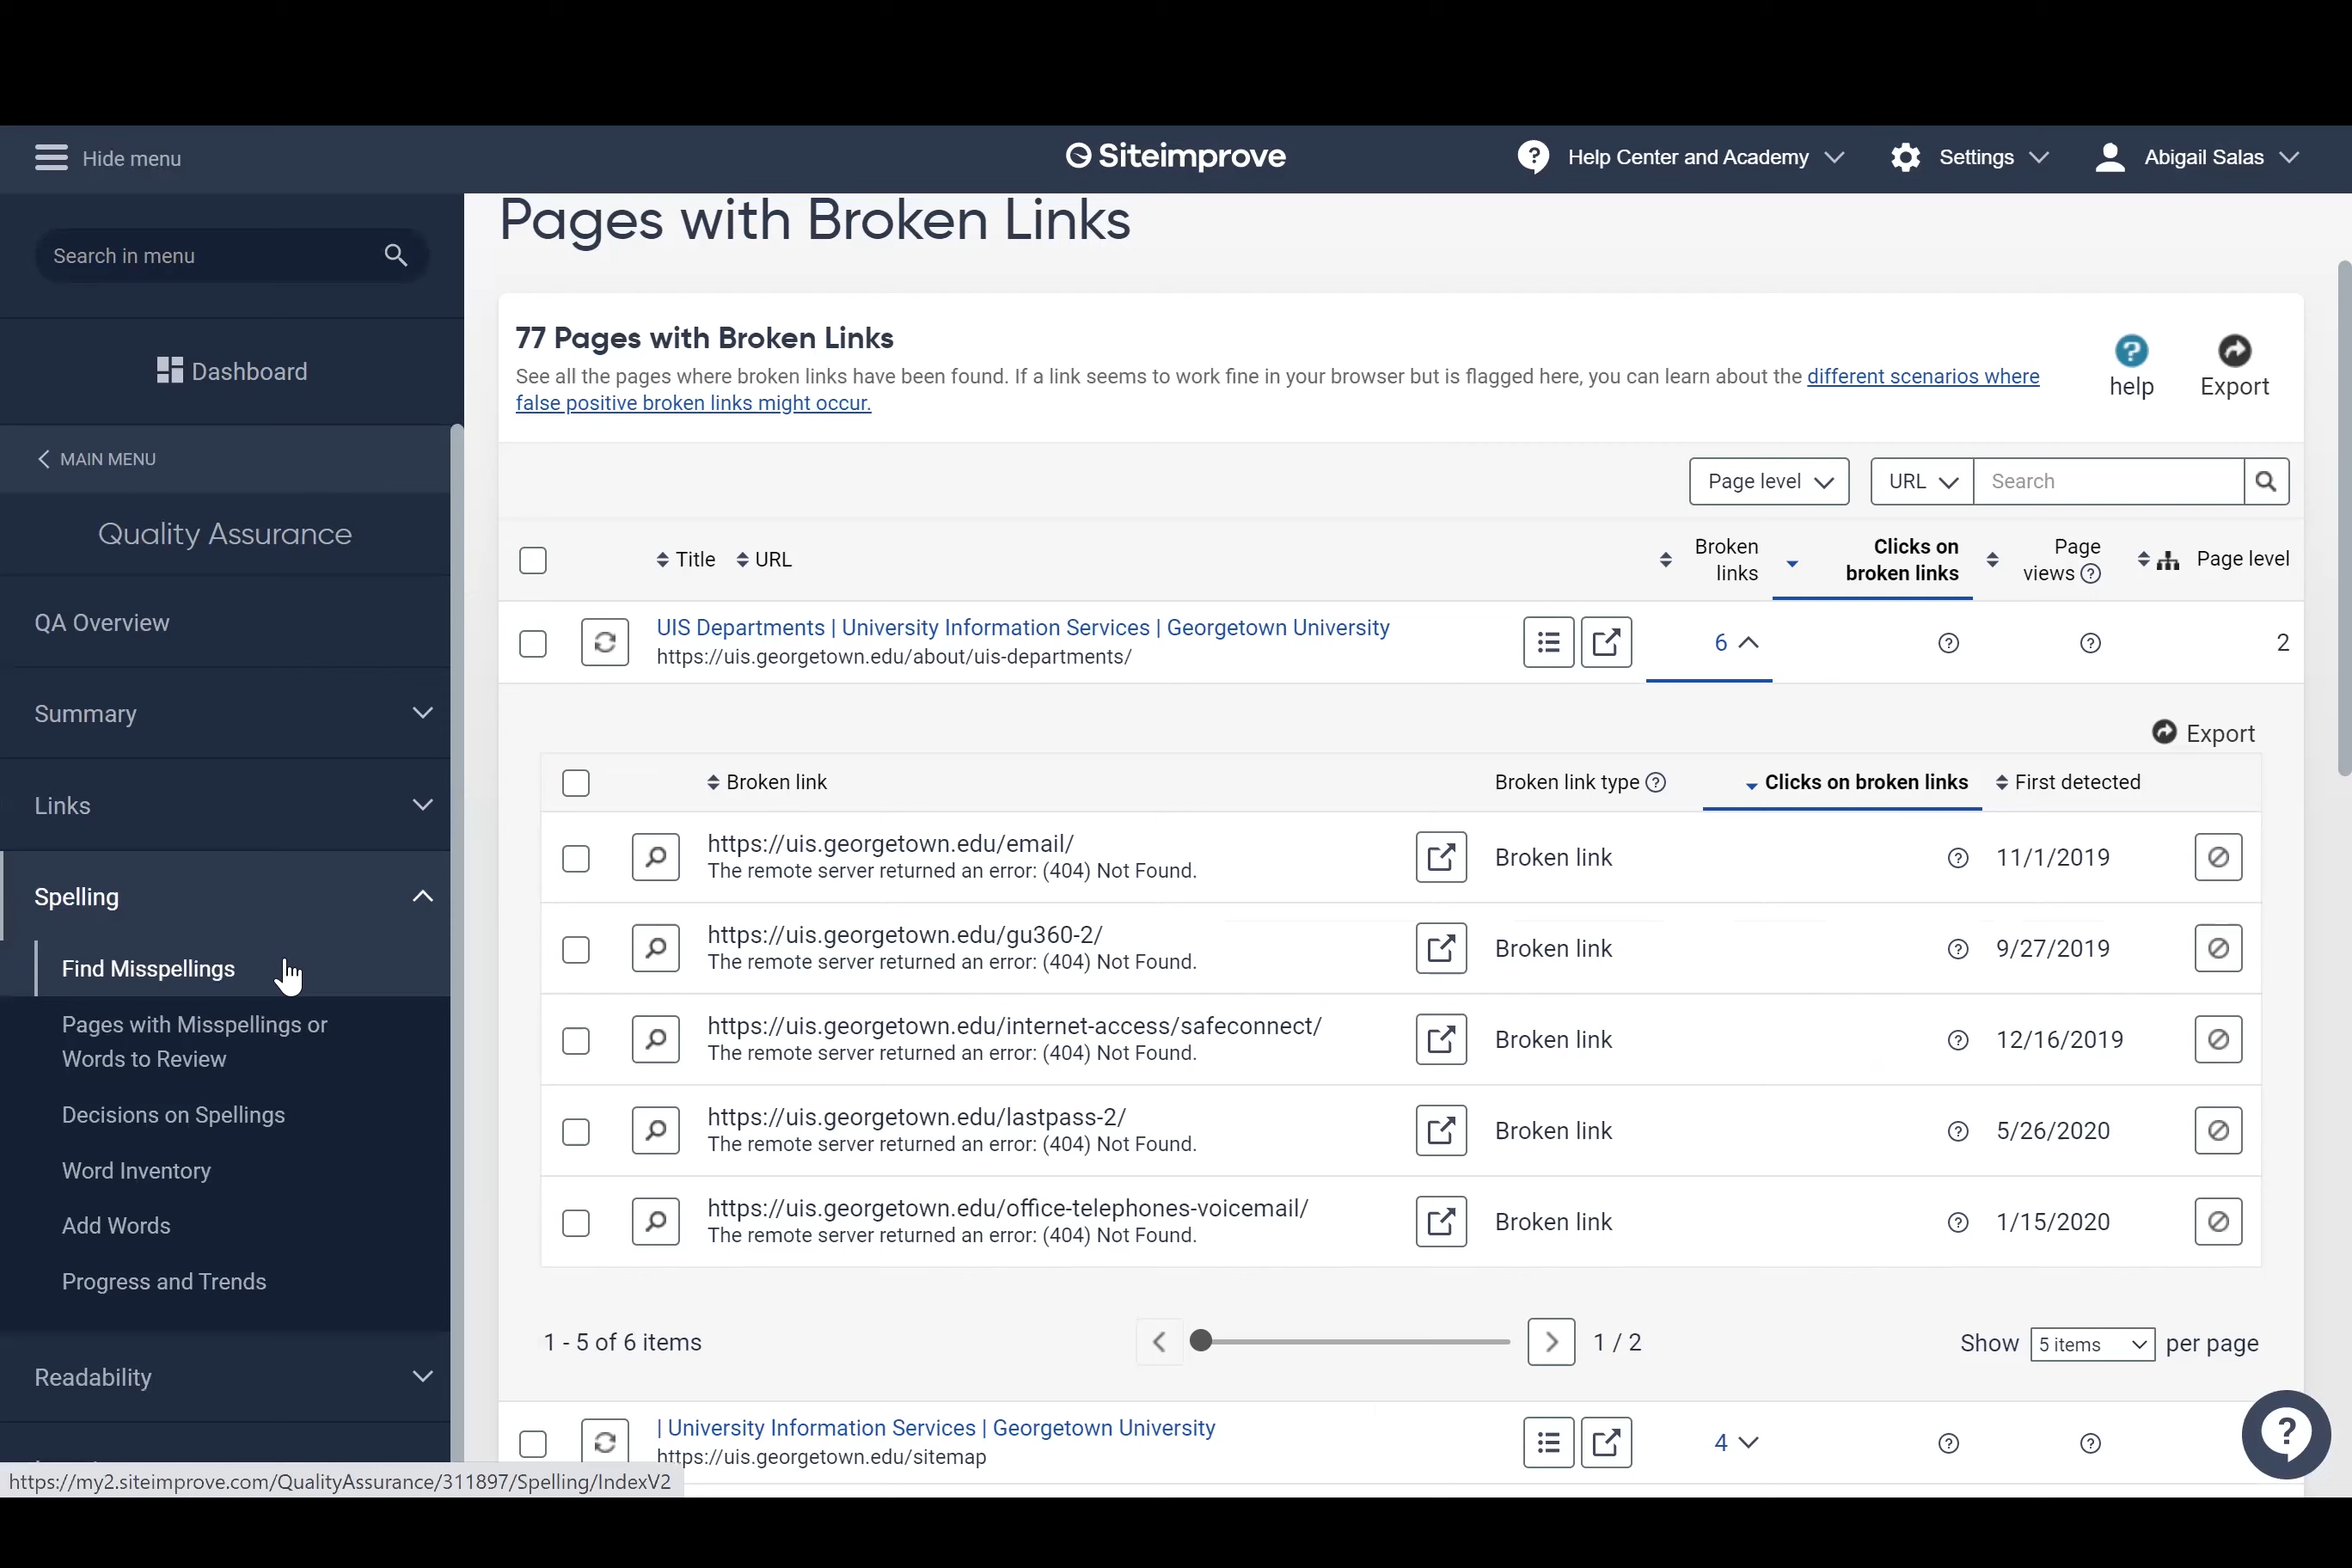 Hide menu
Siteimprove
Help Center and Academy
Settings
Abigail Salas
Search in menu
Dashboard
MAIN MENU
Quality Assurance
QA Overview
Summary
Links
Spelling
Find Misspellings
Pages with Misspellings or
Words to Review
Decisions on Spellings
Word Inventory
Add Words
Progress and Trends
Readability
https://my2.siteimprove.com/QualityAssurance/311897/Spelling/IndexV2
Pages with Broken Links
77 Pages with Broken Links
See all the pages where broken links have been found. If a link seems to work fine in your browser but is flagged here, you can learn about the different scenarios where
false positive broken links might occur.
help
Export
Page level
URL
Search
Title
URL
Broken
links
Clicks on
broken links
Page
views
Page level
UIS Departments | University Information Services | Georgetown University
https://uis.georgetown.edu/about/uis-departments/
6
2
Export
Broken link
Broken link type
Clicks on broken links
First detected
https://uis.georgetown.edu/email/
The remote server returned an error: (404) Not Found.
Broken link
11/1/2019
https://uis.georgetown.edu/gu360-2/
The remote server returned an error: (404) Not Found.
Broken link
9/27/2019
https://uis.georgetown.edu/internet-access/safeconnect/
The remote server returned an error: (404) Not Found.
Broken link
12/16/2019
https://uis.georgetown.edu/lastpass-2/
The remote server returned an error: (404) Not Found.
Broken link
5/26/2020
https://uis.georgetown.edu/office-telephones-voicemail/
The remote server returned an error: (404) Not Found.
Broken link
1/15/2020
1 - 5 of 6 items
1 / 2
Show 5 items per page
| University Information Services | Georgetown University
https://uis.georgetown.edu/sitemap
4